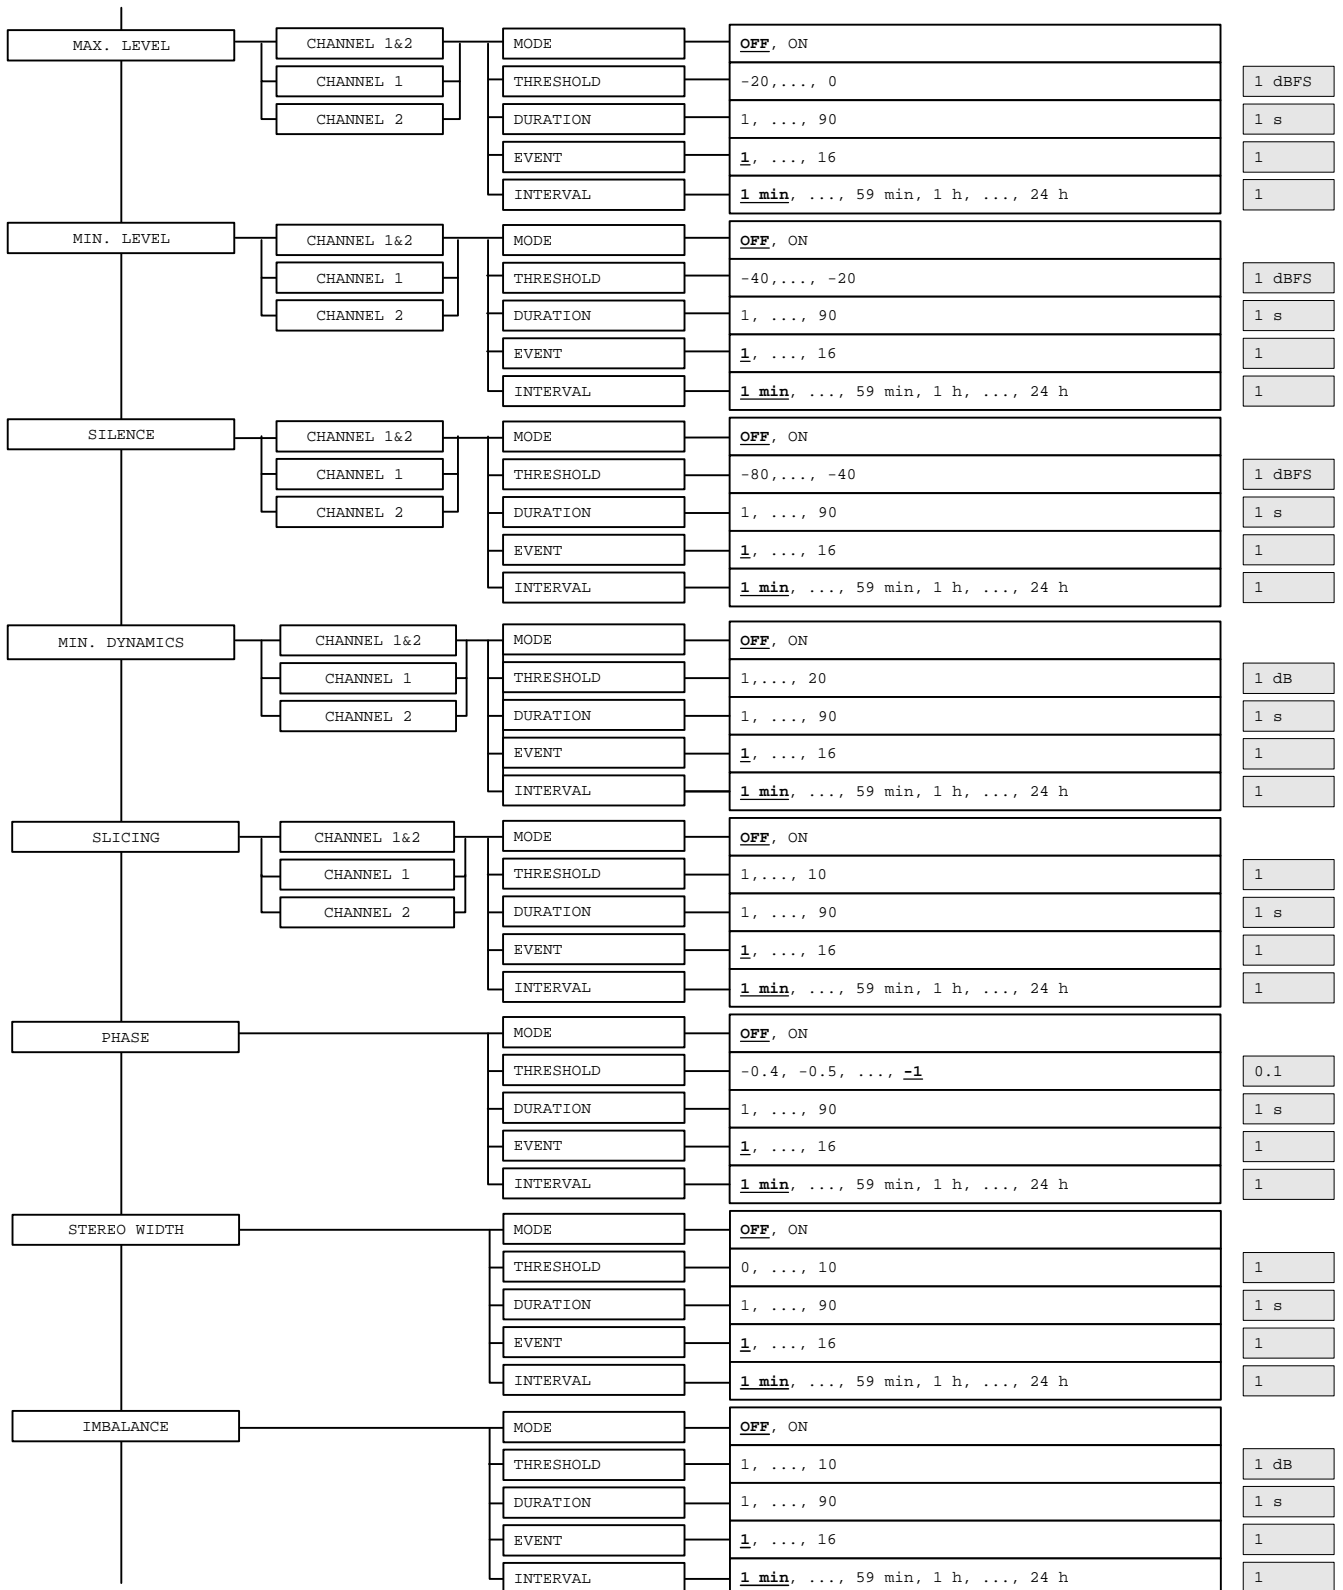 MAX. LEVEL CHANNEL 1&2 MODE OFF, ON
CHANNEL 1 THRESHOLD -20,..., 0 1 dBFS
CHANNEL 2 DURATION 1, ..., 90 1 s
EVENT 1, ..., 16 1
INTERVAL 1 min, ..., 59 min, 1 h, ..., 24 h 1
MIN. LEVEL CHANNEL 1&2 MODE OFF, ON
CHANNEL 1 THRESHOLD -40,..., -20 1 dBFS
CHANNEL 2 DURATION 1, ..., 90 1 s
EVENT 1, ..., 16 1
INTERVAL 1 min, ..., 59 min, 1 h, ..., 24 h 1
SILENCE CHANNEL 1&2 MODE OFF, ON
CHANNEL 1 THRESHOLD -80,..., -40 1 dBFS
CHANNEL 2 DURATION 1, ..., 90 1 s
EVENT 1, ..., 16 1
INTERVAL 1 min, ..., 59 min, 1 h, ..., 24 h 1
MIN. DYNAMICS CHANNEL 1&2 MODE OFF, ON
CHANNEL 1 THRESHOLD 1,..., 20 1 dB
CHANNEL 2 DURATION 1, ..., 90 1 s
EVENT 1, ..., 16 1
INTERVAL 1 min, ..., 59 min, 1 h, ..., 24 h 1
SLICING CHANNEL 1&2 MODE OFF, ON
CHANNEL 1 THRESHOLD 1,..., 10 1
CHANNEL 2 DURATION 1, ..., 90 1 s
EVENT 1, ..., 16 1
INTERVAL 1 min, ..., 59 min, 1 h, ..., 24 h 1
PHASE MODE OFF, ON
THRESHOLD -0.4, -0.5, ..., -1 0.1
DURATION 1, ..., 90 1 s
EVENT 1, ..., 16 1
INTERVAL 1 min, ..., 59 min, 1 h, ..., 24 h 1
STEREO WIDTH MODE OFF, ON
THRESHOLD 0, ..., 10 1
DURATION 1, ..., 90 1 s
EVENT 1, ..., 16 1
INTERVAL 1 min, ..., 59 min, 1 h, ..., 24 h 1
IMBALANCE MODE OFF, ON
THRESHOLD 1, ..., 10 1 dB
DURATION 1, ..., 90 1 s
EVENT 1, ..., 16 1
INTERVAL 1 min, ..., 59 min, 1 h, ..., 24 h 1